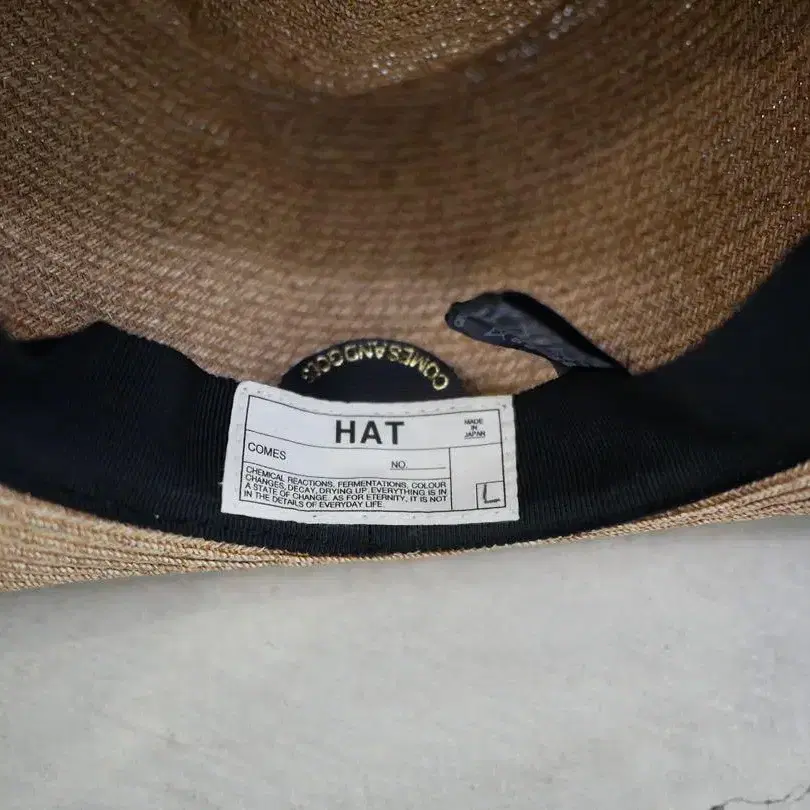 COMESANDGOES
HAT
MADE
IN
JAPAN
COMES
NO.
CHEMICAL REACTIONS, FERMENTATIONS, COLOUR
CHANGES, DECAY, DRYING UP. EVERYTHING IS IN
A STATE OF CHANGE. AS FOR ETERNITY, IT IS NOT
IN THE DETAILS OF EVERYDAY LIFE.
L